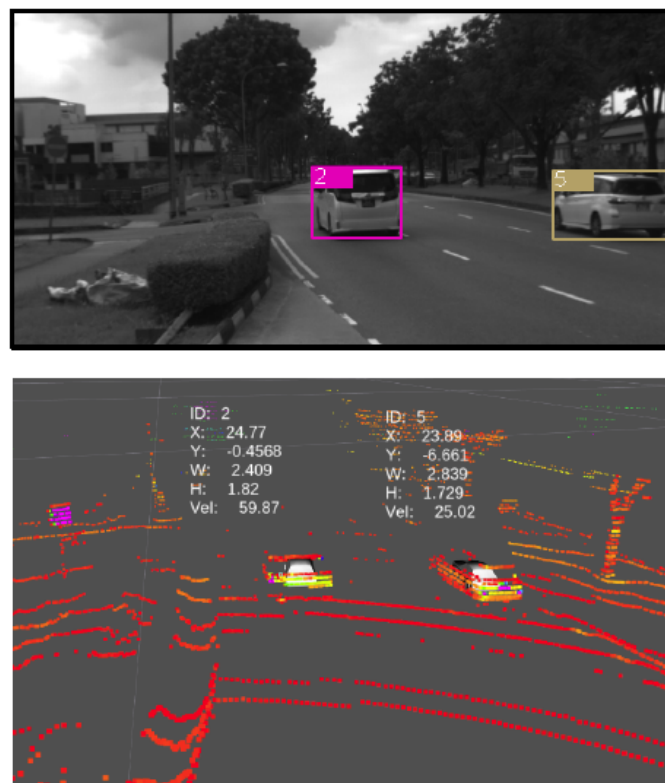 2
5
ID: 2
X: 24.77
Y: -0.4568
W: 2.409
H: 1.82
Vel: 59.87
ID: 5
X: 23.89
Y: -6.661
W: 2.839
H: 1.729
Vel: 25.02